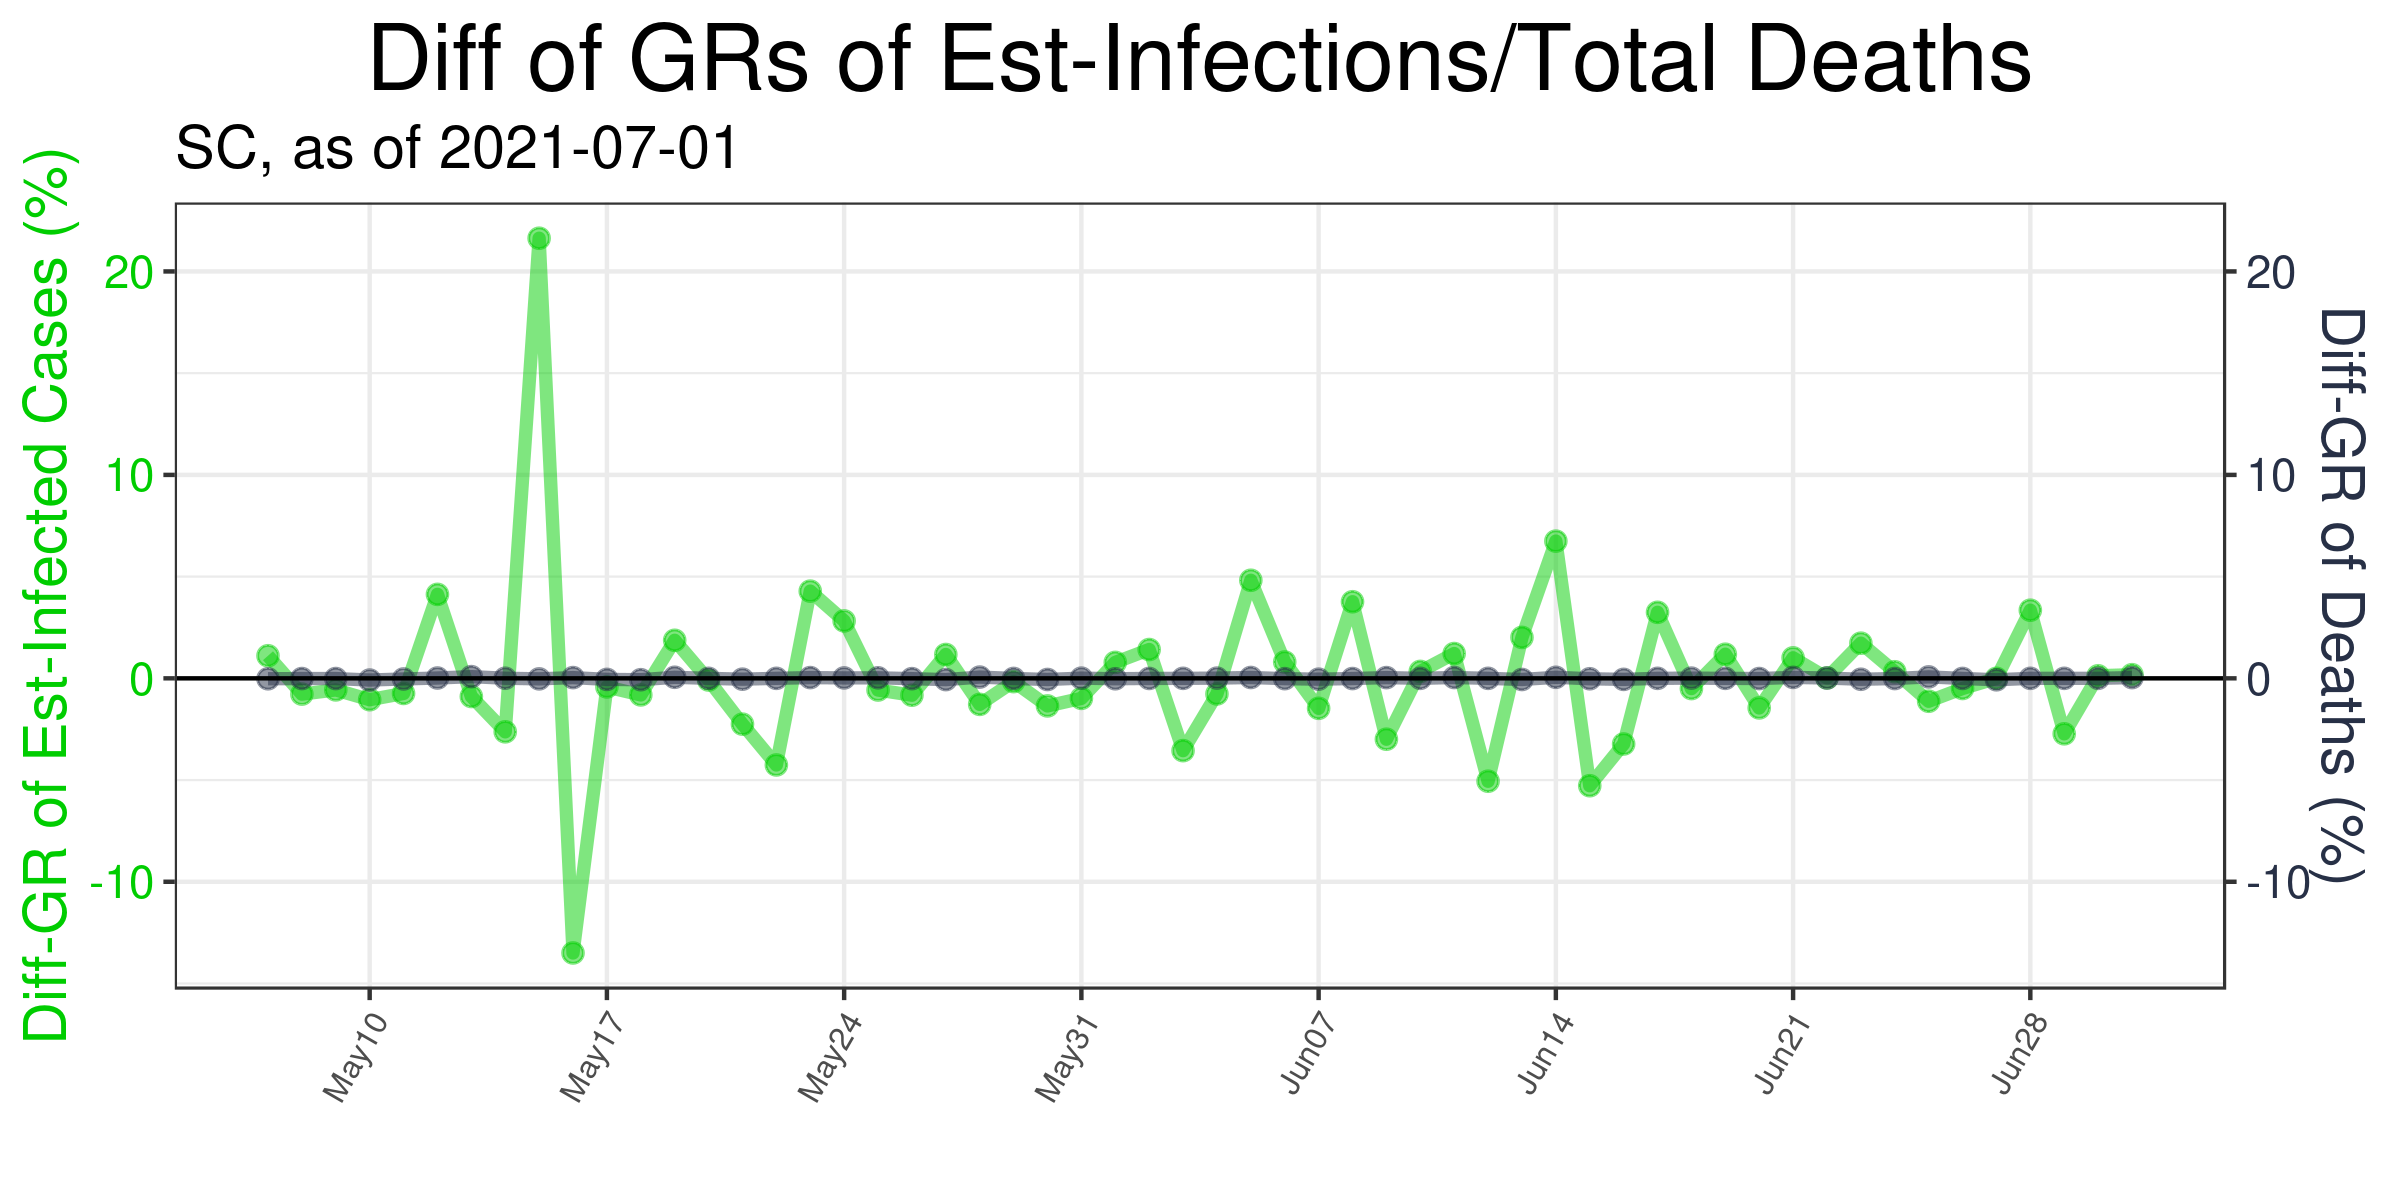 Diff of GRs of Est-Infections/Total Deaths
SC, as of 2021-07-01
Diff-GR of Est-Infected Cases (%)
20
10
0
-10
20
10
0
-10
Diff-GR of Deaths (%)
May10
May17
May24
May31
Jun07
Jun14
Jun21
Jun28